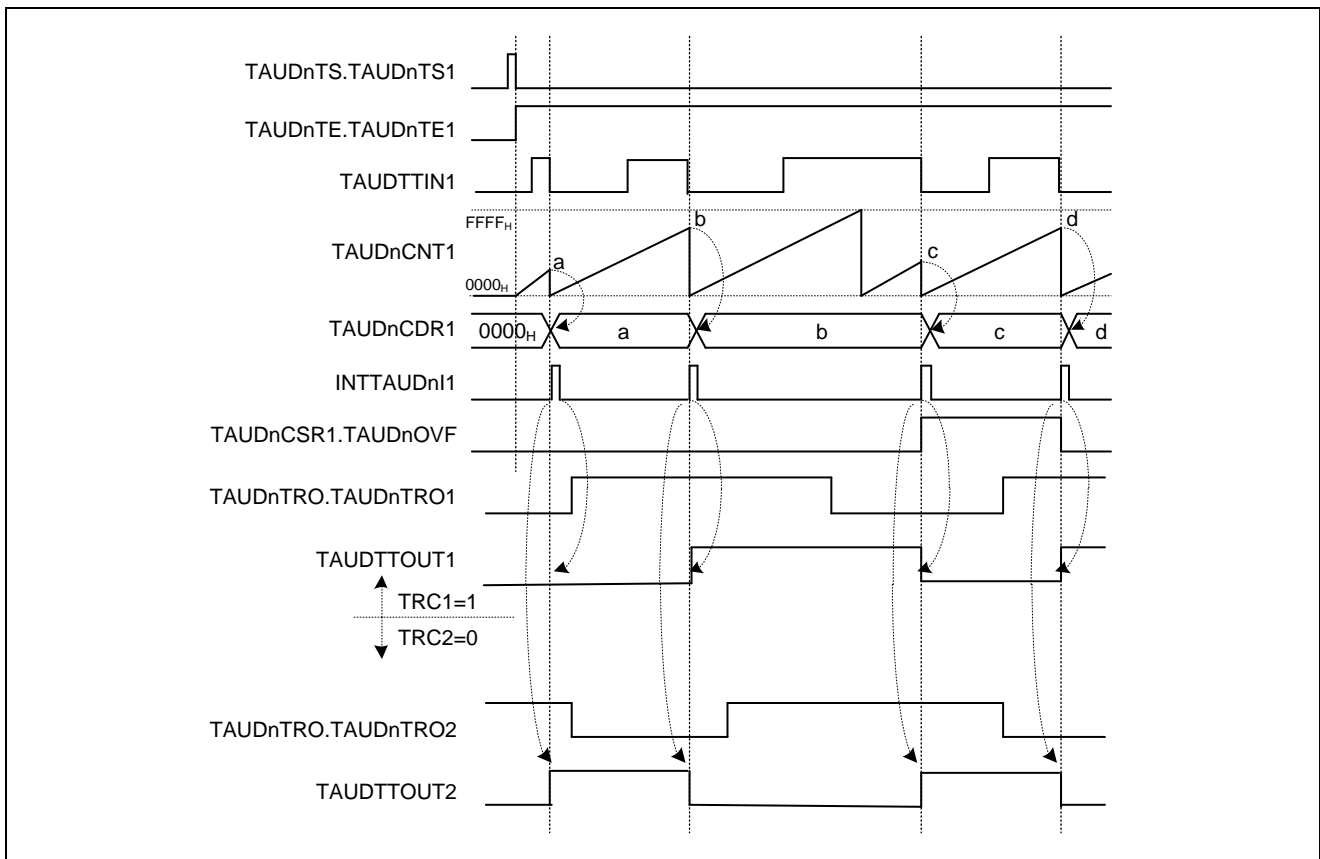 TAUDnTS.TAUDnTS1
TAUDnTE.TAUDnTE1
TAUDTTIN1
FFFFH
TAUDnCNT1
0000H
a
b
c
d
TAUDnCDR1
0000H a b c d
INTTAUDnI1
TAUDnCSR1.TAUDnOVF
TAUDnTRO.TAUDnTRO1
TAUDTTOUT1
TRC1=1
TRC2=0
TAUDnTRO.TAUDnTRO2
TAUDTTOUT2